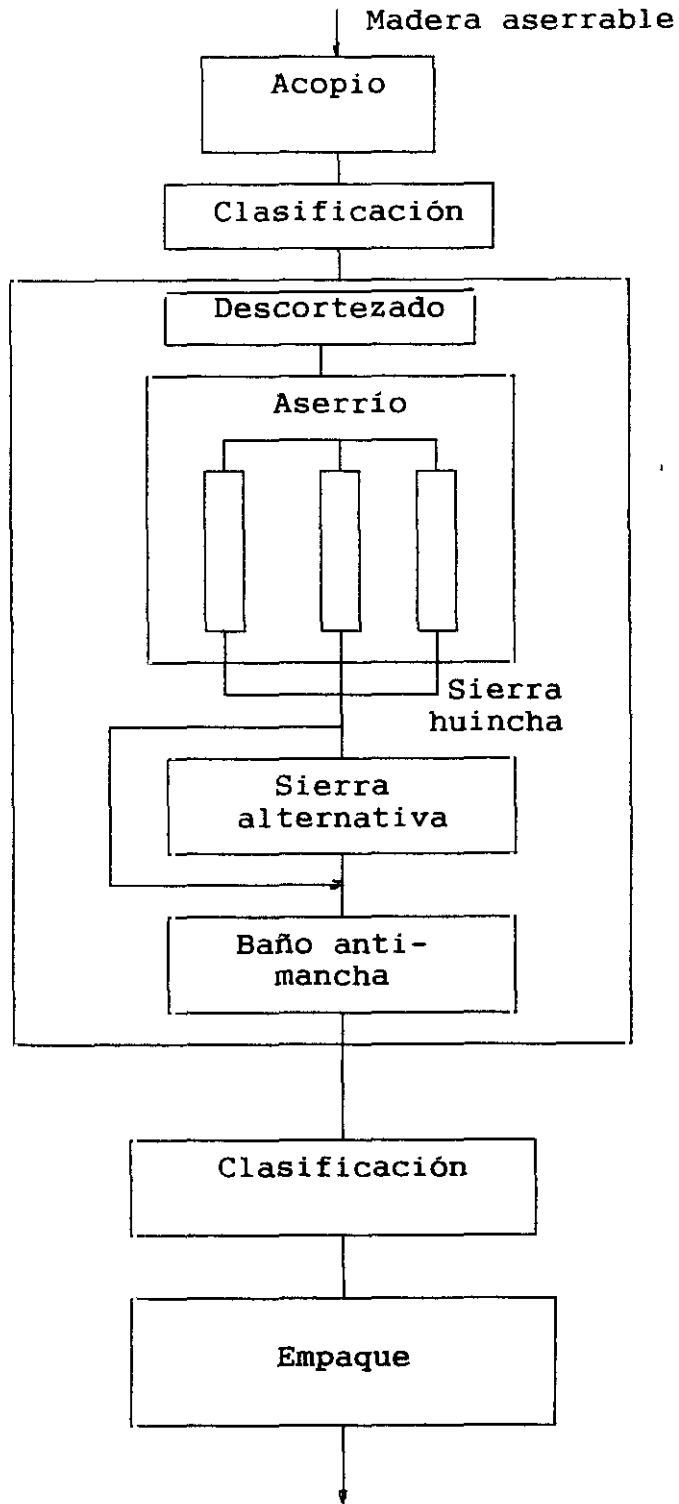 Madera aserrable
Acopio
Clasificación
Descortezado
Aserrío
Sierra
huincha
Sierra
alternativa
Baño anti-
mancha
Clasificación
Empaque